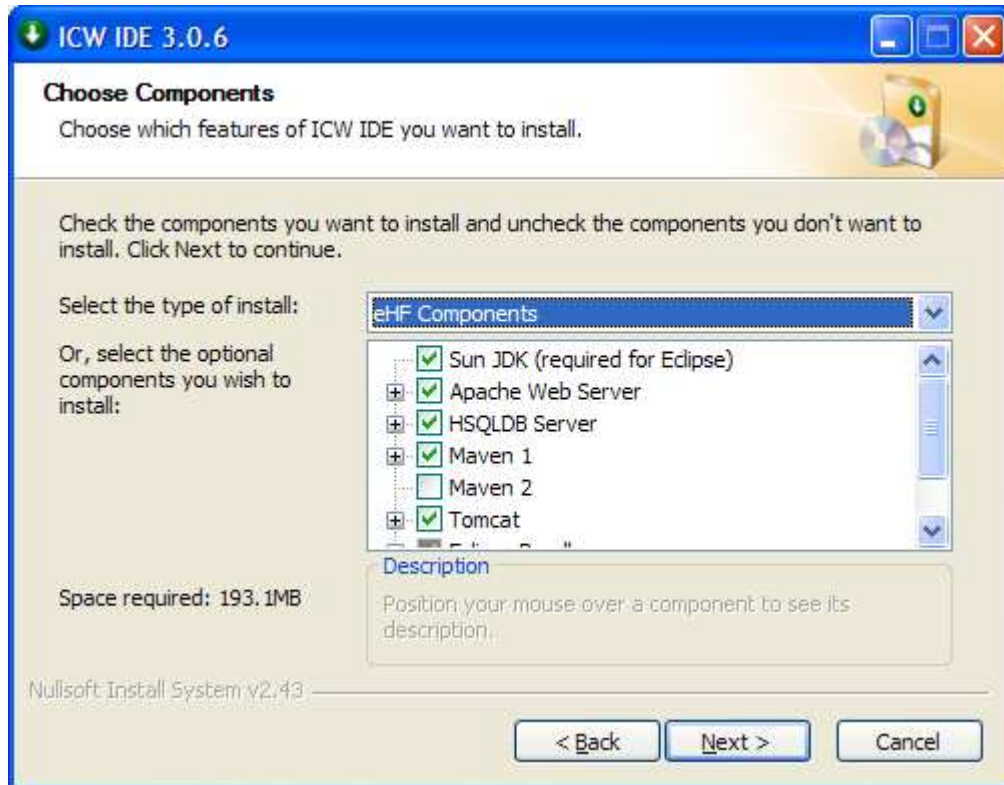 ICW IDE 3.0.6
Choose Components
Choose which features of ICW IDE you want to install.
Check the components you want to install and uncheck the components you don't want to
install. Click Next to continue.
Select the type of install:
eHF Components
Or, select the optional
components you wish to
install:
Sun JDK (required for Eclipse)
Apache Web Server
HSQLDB Server
Maven 1
Maven 2
Tomcat
Space required: 193.1MB
Description
Position your mouse over a component to see its
description.
Nullsoft Install System v2.43
< Back
Next >
Cancel